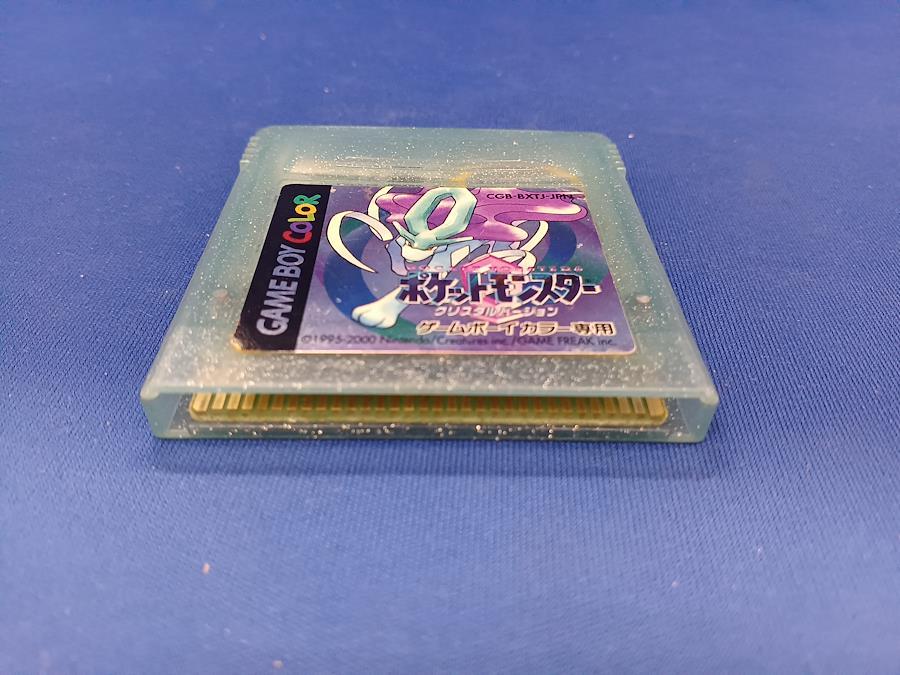 CGB-BXTJ-JPN
GAME BOY COLOR
POCKET MONSTERS
ポケットモンスター
クリスタルバージョン
ゲームボーイカラー専用
©1995-2000 Nintendo/Creatures inc./GAME FREAK inc.